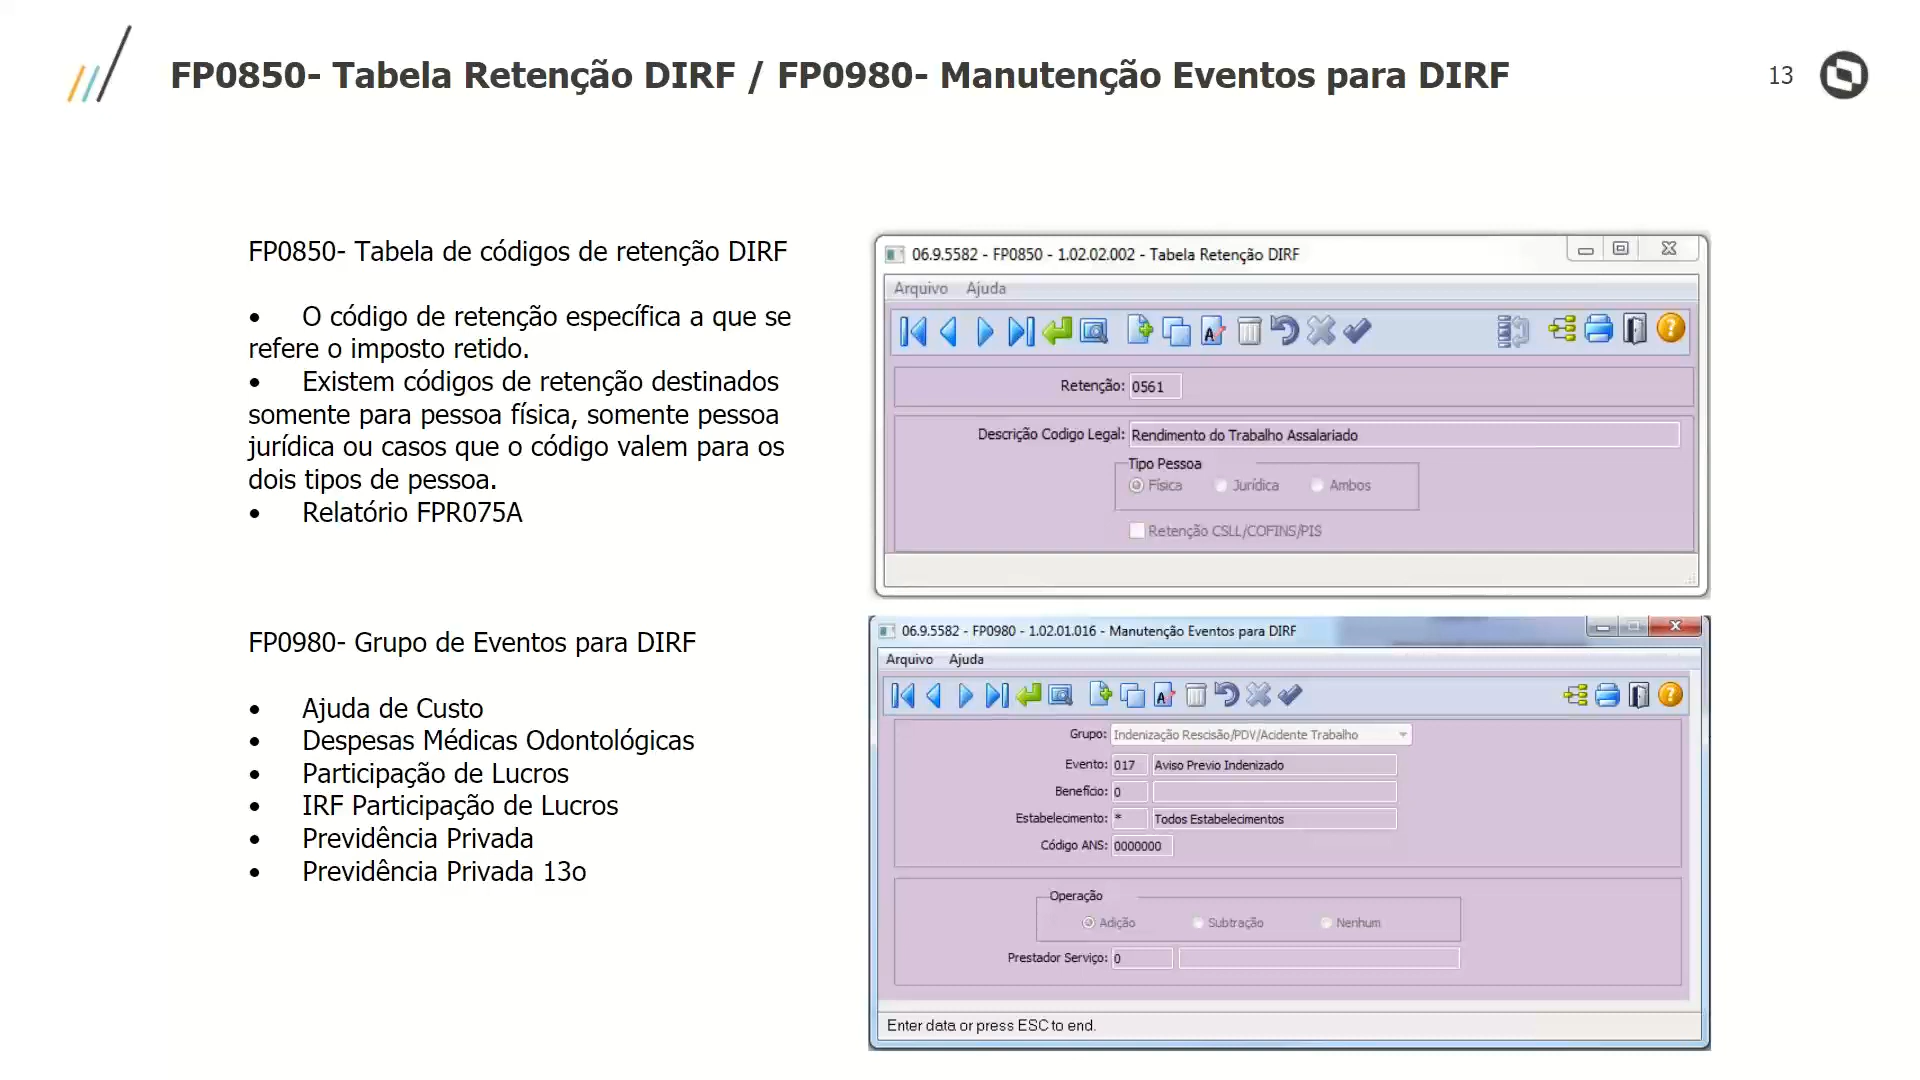 FP0850- Tabela Retenção DIRF / FP0980- Manutenção Eventos para DIRF
13
FP0850- Tabela de códigos de retenção DIRF
• O código de retenção específica a que se
refere o imposto retido.
• Existem códigos de retenção destinados
somente para pessoa física, somente pessoa
jurídica ou casos que o código valem para os
dois tipos de pessoa.
• Relatório FPR075A
FP0980- Grupo de Eventos para DIRF
• Ajuda de Custo
• Despesas Médicas Odontológicas
• Participação de Lucros
• IRF Participação de Lucros
• Previdência Privada
• Previdência Privada 13o
06.9.5582 - FP0850 - 1.02.02.002 - Tabela Retenção DIRF
Arquivo Ajuda
Retenção: 0561
Descrição Codigo Legal: Rendimento do Trabalho Assalariado
Tipo Pessoa
Física Jurídica Ambos
Retenção CSLL/COFINS/PIS
06.9.5582 - FP0980 - 1.02.01.016 - Manutenção Eventos para DIRF
Arquivo Ajuda
Grupo: Indenização Rescisão/PDV/Acidente Trabalho
Evento: 017 Aviso Previo Indenizado
Benefício: 0
Estabelecimento: * Todos Estabelecimentos
Código ANS: 0000000
Operação
Adição Subtração Nenhum
Prestador Serviço: 0
Enter data or press ESC to end.